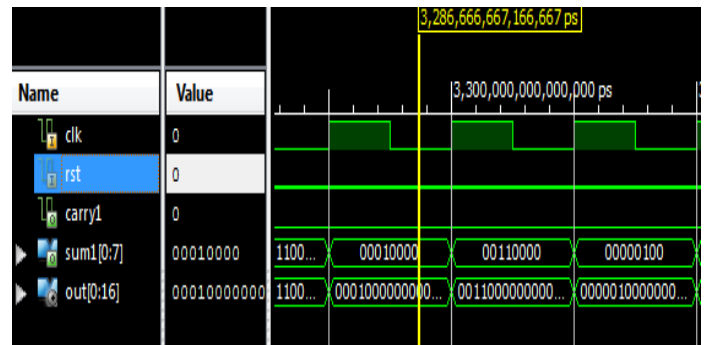 3,286,666,667,166,667 ps
Name Value 3,300,000,000,000,000 ps
clk 0
rst 0
carry1 0
sum1[0:7] 00010000 1100... 00010000 00110000 00000100
out[0:16] 00010000000 1100... 0001000000000... 0011000000000... 0000010000000...